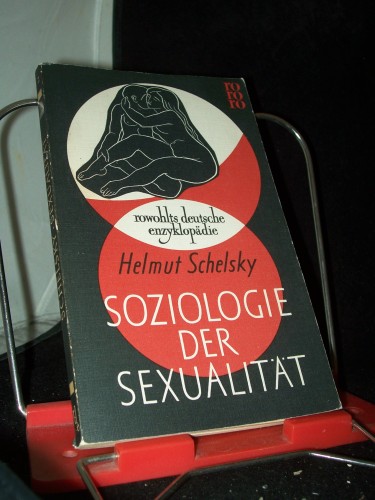 ro
ro
ro
rowohlts deutsche
enzyklopädie
Helmut Schelsky
SOZIOLOGIE
DER
SEXUALITÄT